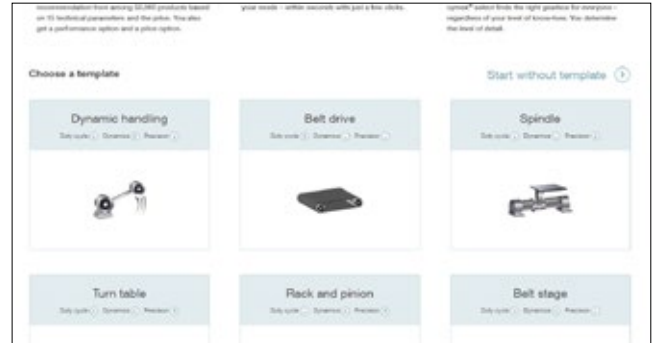 recommendation from among 50,000 products based
on 15 technical parameters and the price. You also
get a performance option and a price option.
your needs – within seconds with just a few clicks.
cymex® select finds the right gearbox for everyone –
regardless of your level of know-how. You determine
the level of detail.
Choose a template
Start without template
Dynamic handling
Duty cycle Dynamics Precision
Belt drive
Duty cycle Dynamics Precision
Spindle
Duty cycle Dynamics Precision
Turn table
Duty cycle Dynamics Precision
Rack and pinion
Duty cycle Dynamics Precision
Belt stage
Duty cycle Dynamics Precision